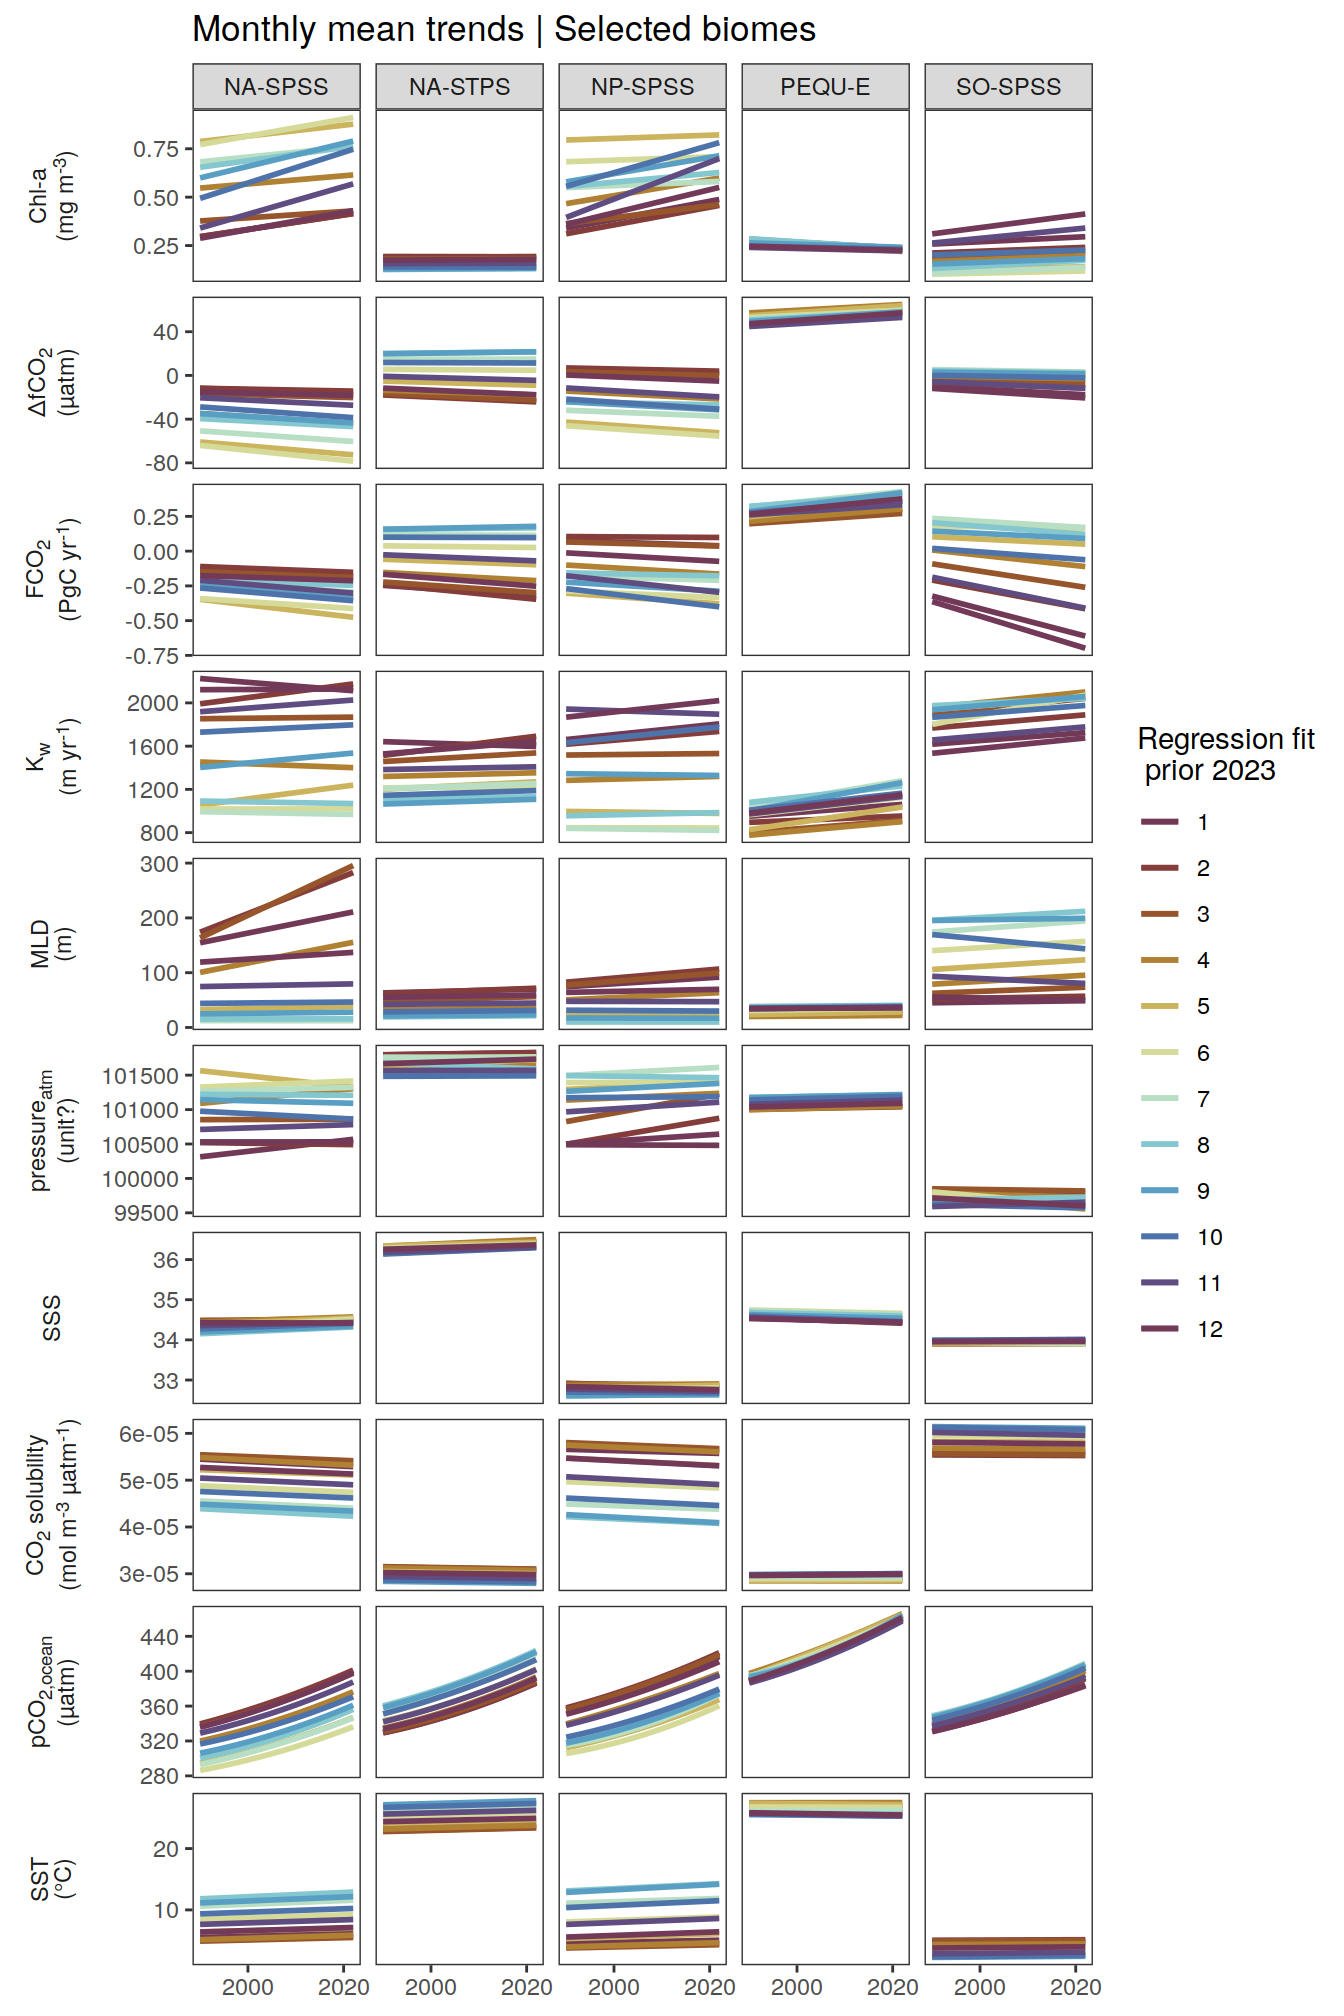 Monthly mean trends | Selected biomes
NA-SPSS NA-STPS NP-SPSS PEQU-E SO-SPSS
Chl-a
(mg m⁻³)
0.75
0.50
0.25
ΔfCO₂
(µatm)
40
0
-40
-80
FCO₂
(PgC yr⁻¹)
0.25
0.00
-0.25
-0.50
-0.75
K_w
(m yr⁻¹)
2000
1600
1200
800
MLD
(m)
300
200
100
0
pressure_atm
(unit?)
101500
101000
100500
100000
99500
SSS
36
35
34
33
CO₂ solubility
(mol m⁻³ µatm⁻¹)
6e-05
5e-05
4e-05
3e-05
pCO₂,ocean
(µatm)
440
400
360
320
280
SST
(°C)
20
10
2000 2020 2000 2020 2000 2020 2000 2020 2000 2020
Regression fit
prior 2023
1
2
3
4
5
6
7
8
9
10
11
12